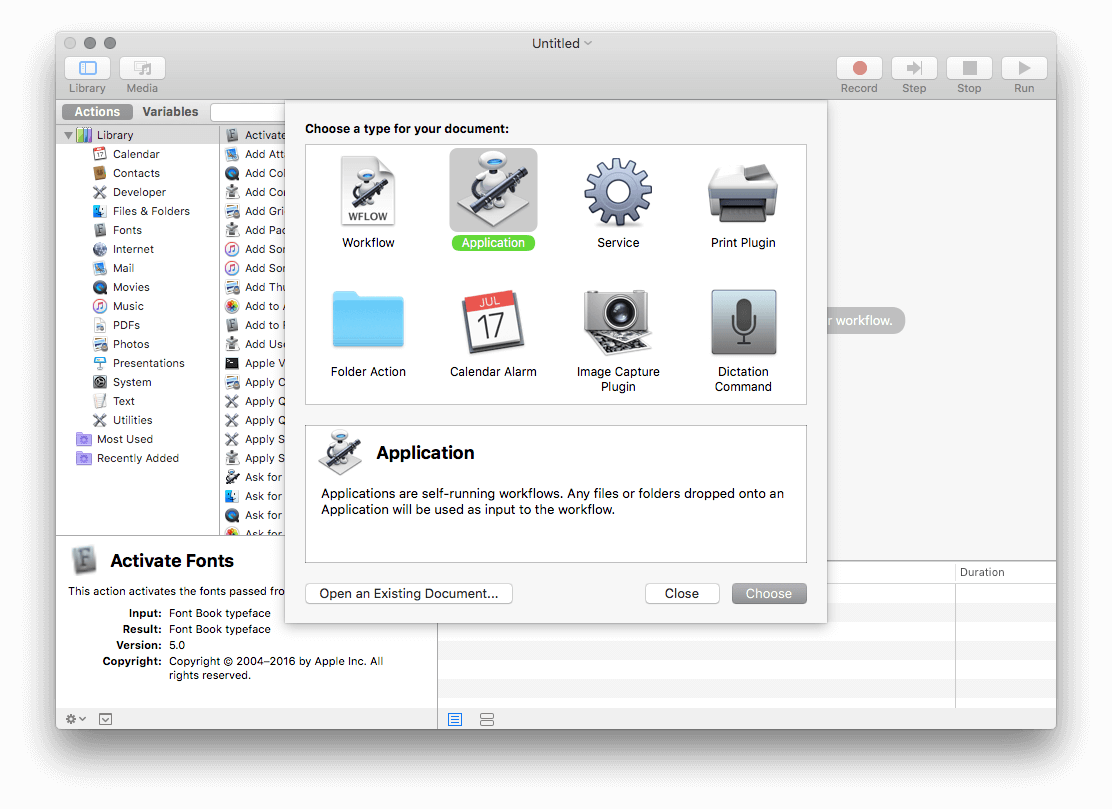 Untitled
Library
Media
Record
Step
Stop
Run
Actions
Variables
Library
Calendar
Contacts
Developer
Files & Folders
Fonts
Internet
Mail
Movies
Music
PDFs
Photos
Presentations
System
Text
Utilities
Most Used
Recently Added
Activate
Add Att
Add Col
Add Con
Add Gri
Add Pac
Add Son
Add Son
Add Thu
Add to A
Add to F
Add Use
Apple V
Apply C
Apply Q
Apply Q
Apply S
Apply S
Ask for
Ask for
Ask for
Ask for
Choose a type for your document:
WFLOW
Workflow
Application
Service
Print Plugin
Folder Action
JUL
17
Calendar Alarm
Image Capture
Plugin
Dictation
Command
r workflow.
Application
Applications are self-running workflows. Any files or folders dropped onto an
Application will be used as input to the workflow.
Open an Existing Document...
Close
Choose
Activate Fonts
This action activates the fonts passed fro
Input: Font Book typeface
Result: Font Book typeface
Version: 5.0
Copyright: Copyright © 2004–2016 by Apple Inc. All
rights reserved.
Duration